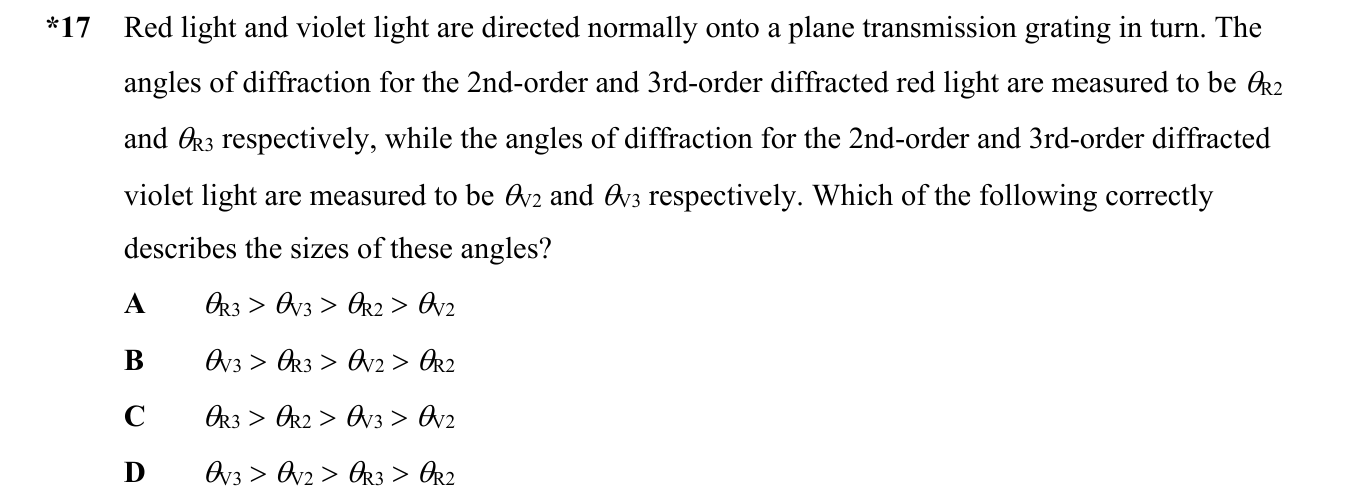 *17 Red light and violet light are directed normally onto a plane transmission grating in turn. The
angles of diffraction for the 2nd-order and 3rd-order diffracted red light are measured to be θR2
and θR3 respectively, while the angles of diffraction for the 2nd-order and 3rd-order diffracted
violet light are measured to be θV2 and θV3 respectively. Which of the following correctly
describes the sizes of these angles?
A θR3 > θV3 > θR2 > θV2
B θV3 > θR3 > θV2 > θR2
C θR3 > θR2 > θV3 > θV2
D θV3 > θV2 > θR3 > θR2